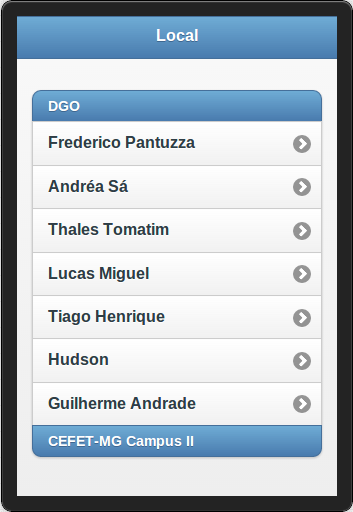 Local
DGO
Frederico Pantuzza
Andréa Sá
Thales Tomatim
Lucas Miguel
Tiago Henrique
Hudson
Guilherme Andrade
CEFET-MG Campus II